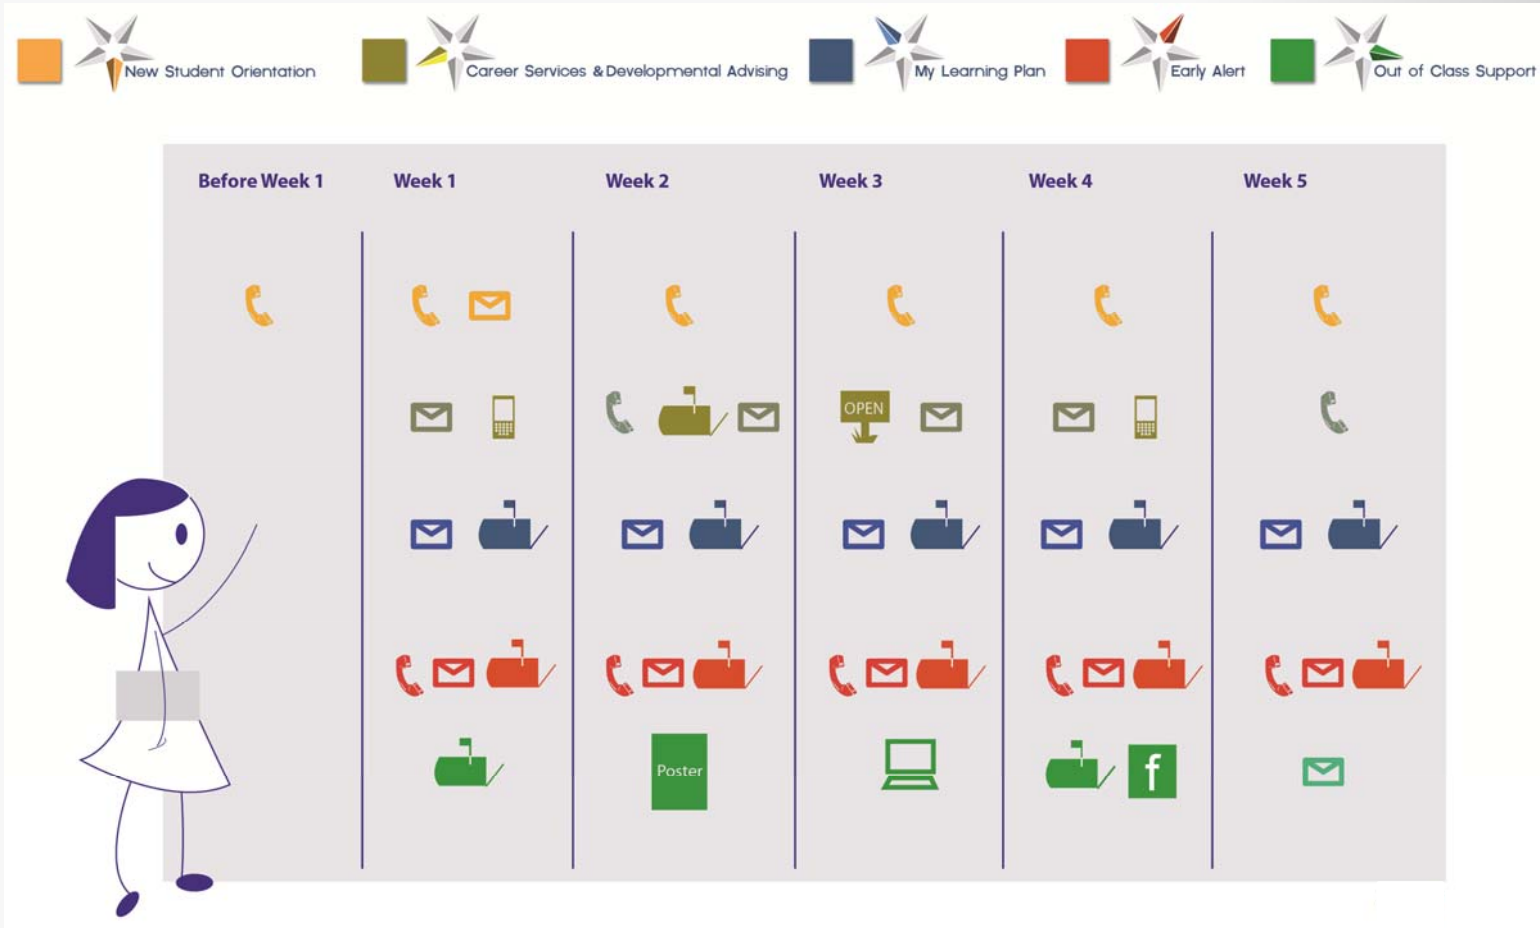 New Student Orientation
Career Services & Developmental Advising
My Learning Plan
Early Alert
Out of Class Support
Before Week 1
Week 1
Week 2
Week 3
Week 4
Week 5
OPEN
Poster
f